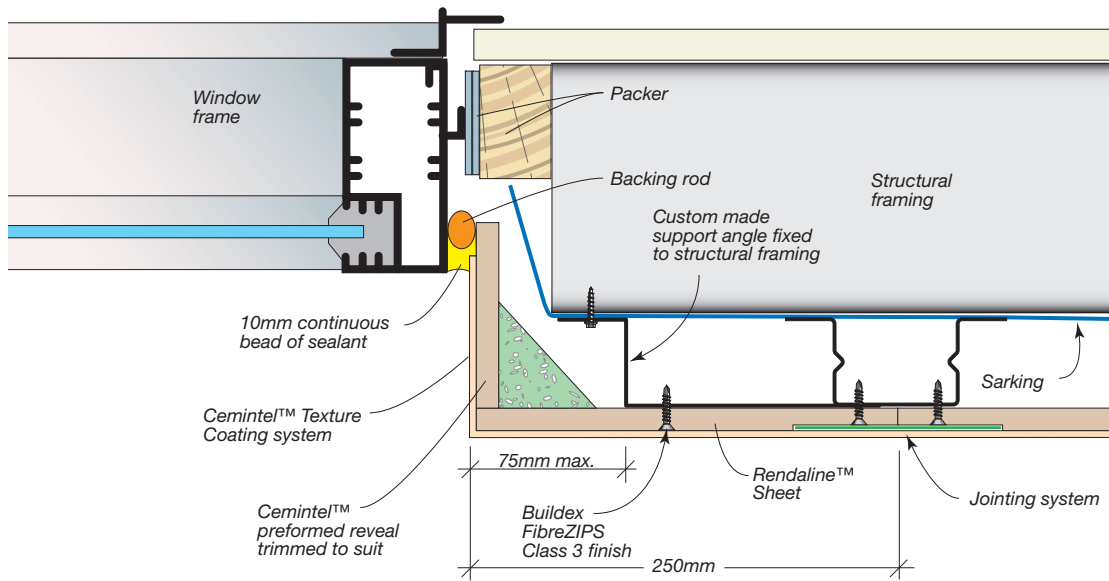 Window
frame
Packer
Backing rod
Structural
framing
Custom made
support angle fixed
to structural framing
10mm continuous
bead of sealant
Sarking
Cemintel™ Texture
Coating system
75mm max.
Rendaline™
Sheet
Jointing system
Cemintel™
preformed reveal
trimmed to suit
Buildex
FibreZIPS
Class 3 finish
250mm